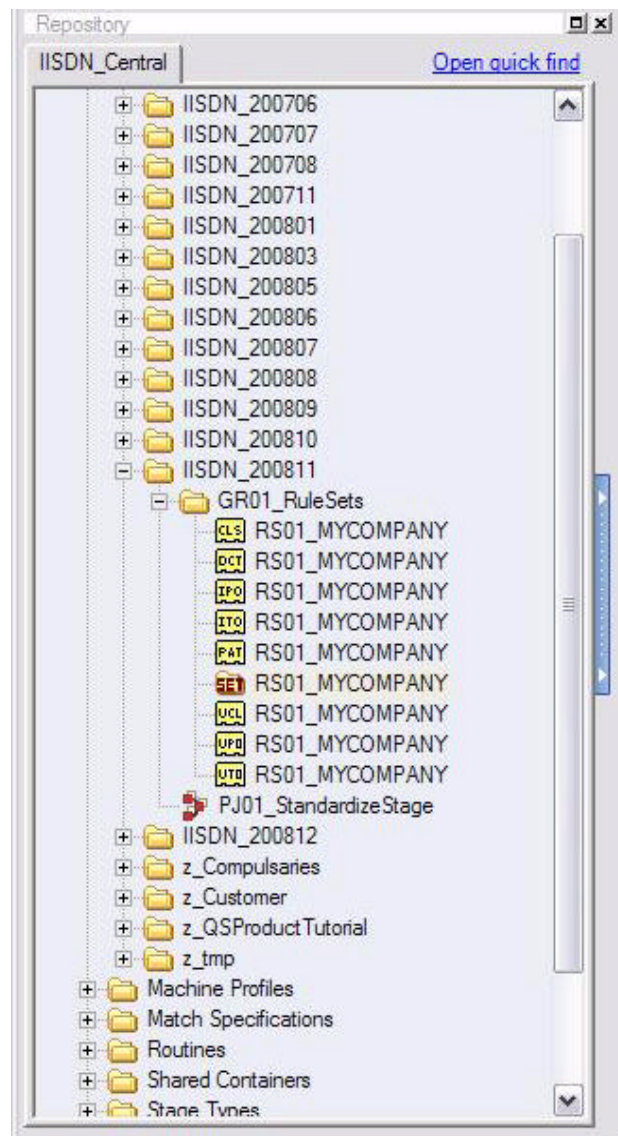 Repository
IISDN_Central
Open quick find
IISDN_200706
IISDN_200707
IISDN_200708
IISDN_200711
IISDN_200801
IISDN_200803
IISDN_200805
IISDN_200806
IISDN_200807
IISDN_200808
IISDN_200809
IISDN_200810
IISDN_200811
GR01_RuleSets
CLS RS01_MYCOMPANY
DCT RS01_MYCOMPANY
IPO RS01_MYCOMPANY
ITO RS01_MYCOMPANY
PAT RS01_MYCOMPANY
SET RS01_MYCOMPANY
UCL RS01_MYCOMPANY
UPO RS01_MYCOMPANY
UTO RS01_MYCOMPANY
PJ01_StandardizeStage
IISDN_200812
z_Compulsaries
z_Customer
z_QSProductTutorial
z_tmp
Machine Profiles
Match Specifications
Routines
Shared Containers
Stage Types